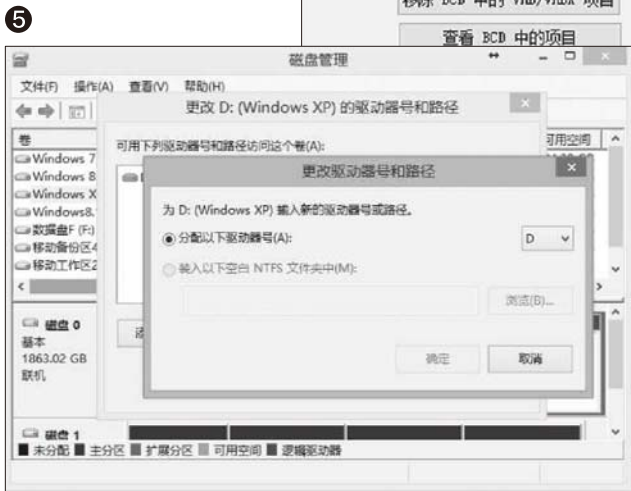 移除 BCD 中的 VHD/VHDX 项目
查看 BCD 中的项目
❺
磁盘管理
文件(F) 操作(A) 查看(V) 帮助(H)
更改 D: (Windows XP) 的驱动器号和路径
卷
可用空间
可用下列驱动器号和路径访问这个卷(A):
Windows 7
Windows 8
Windows X
Windows8.
数据盘F (F:)
移动备份区4
移动工作区2
更改驱动器号和路径
为 D: (Windows XP) 输入新的驱动器号或路径。
分配以下驱动器号(A):
D
装入以下空白 NTFS 文件夹中(M):
浏览(B)...
确定
取消
磁盘 0
基本
1863.02 GB
联机
磁盘 1
未分配 主分区 扩展分区 可用空间 逻辑驱动器